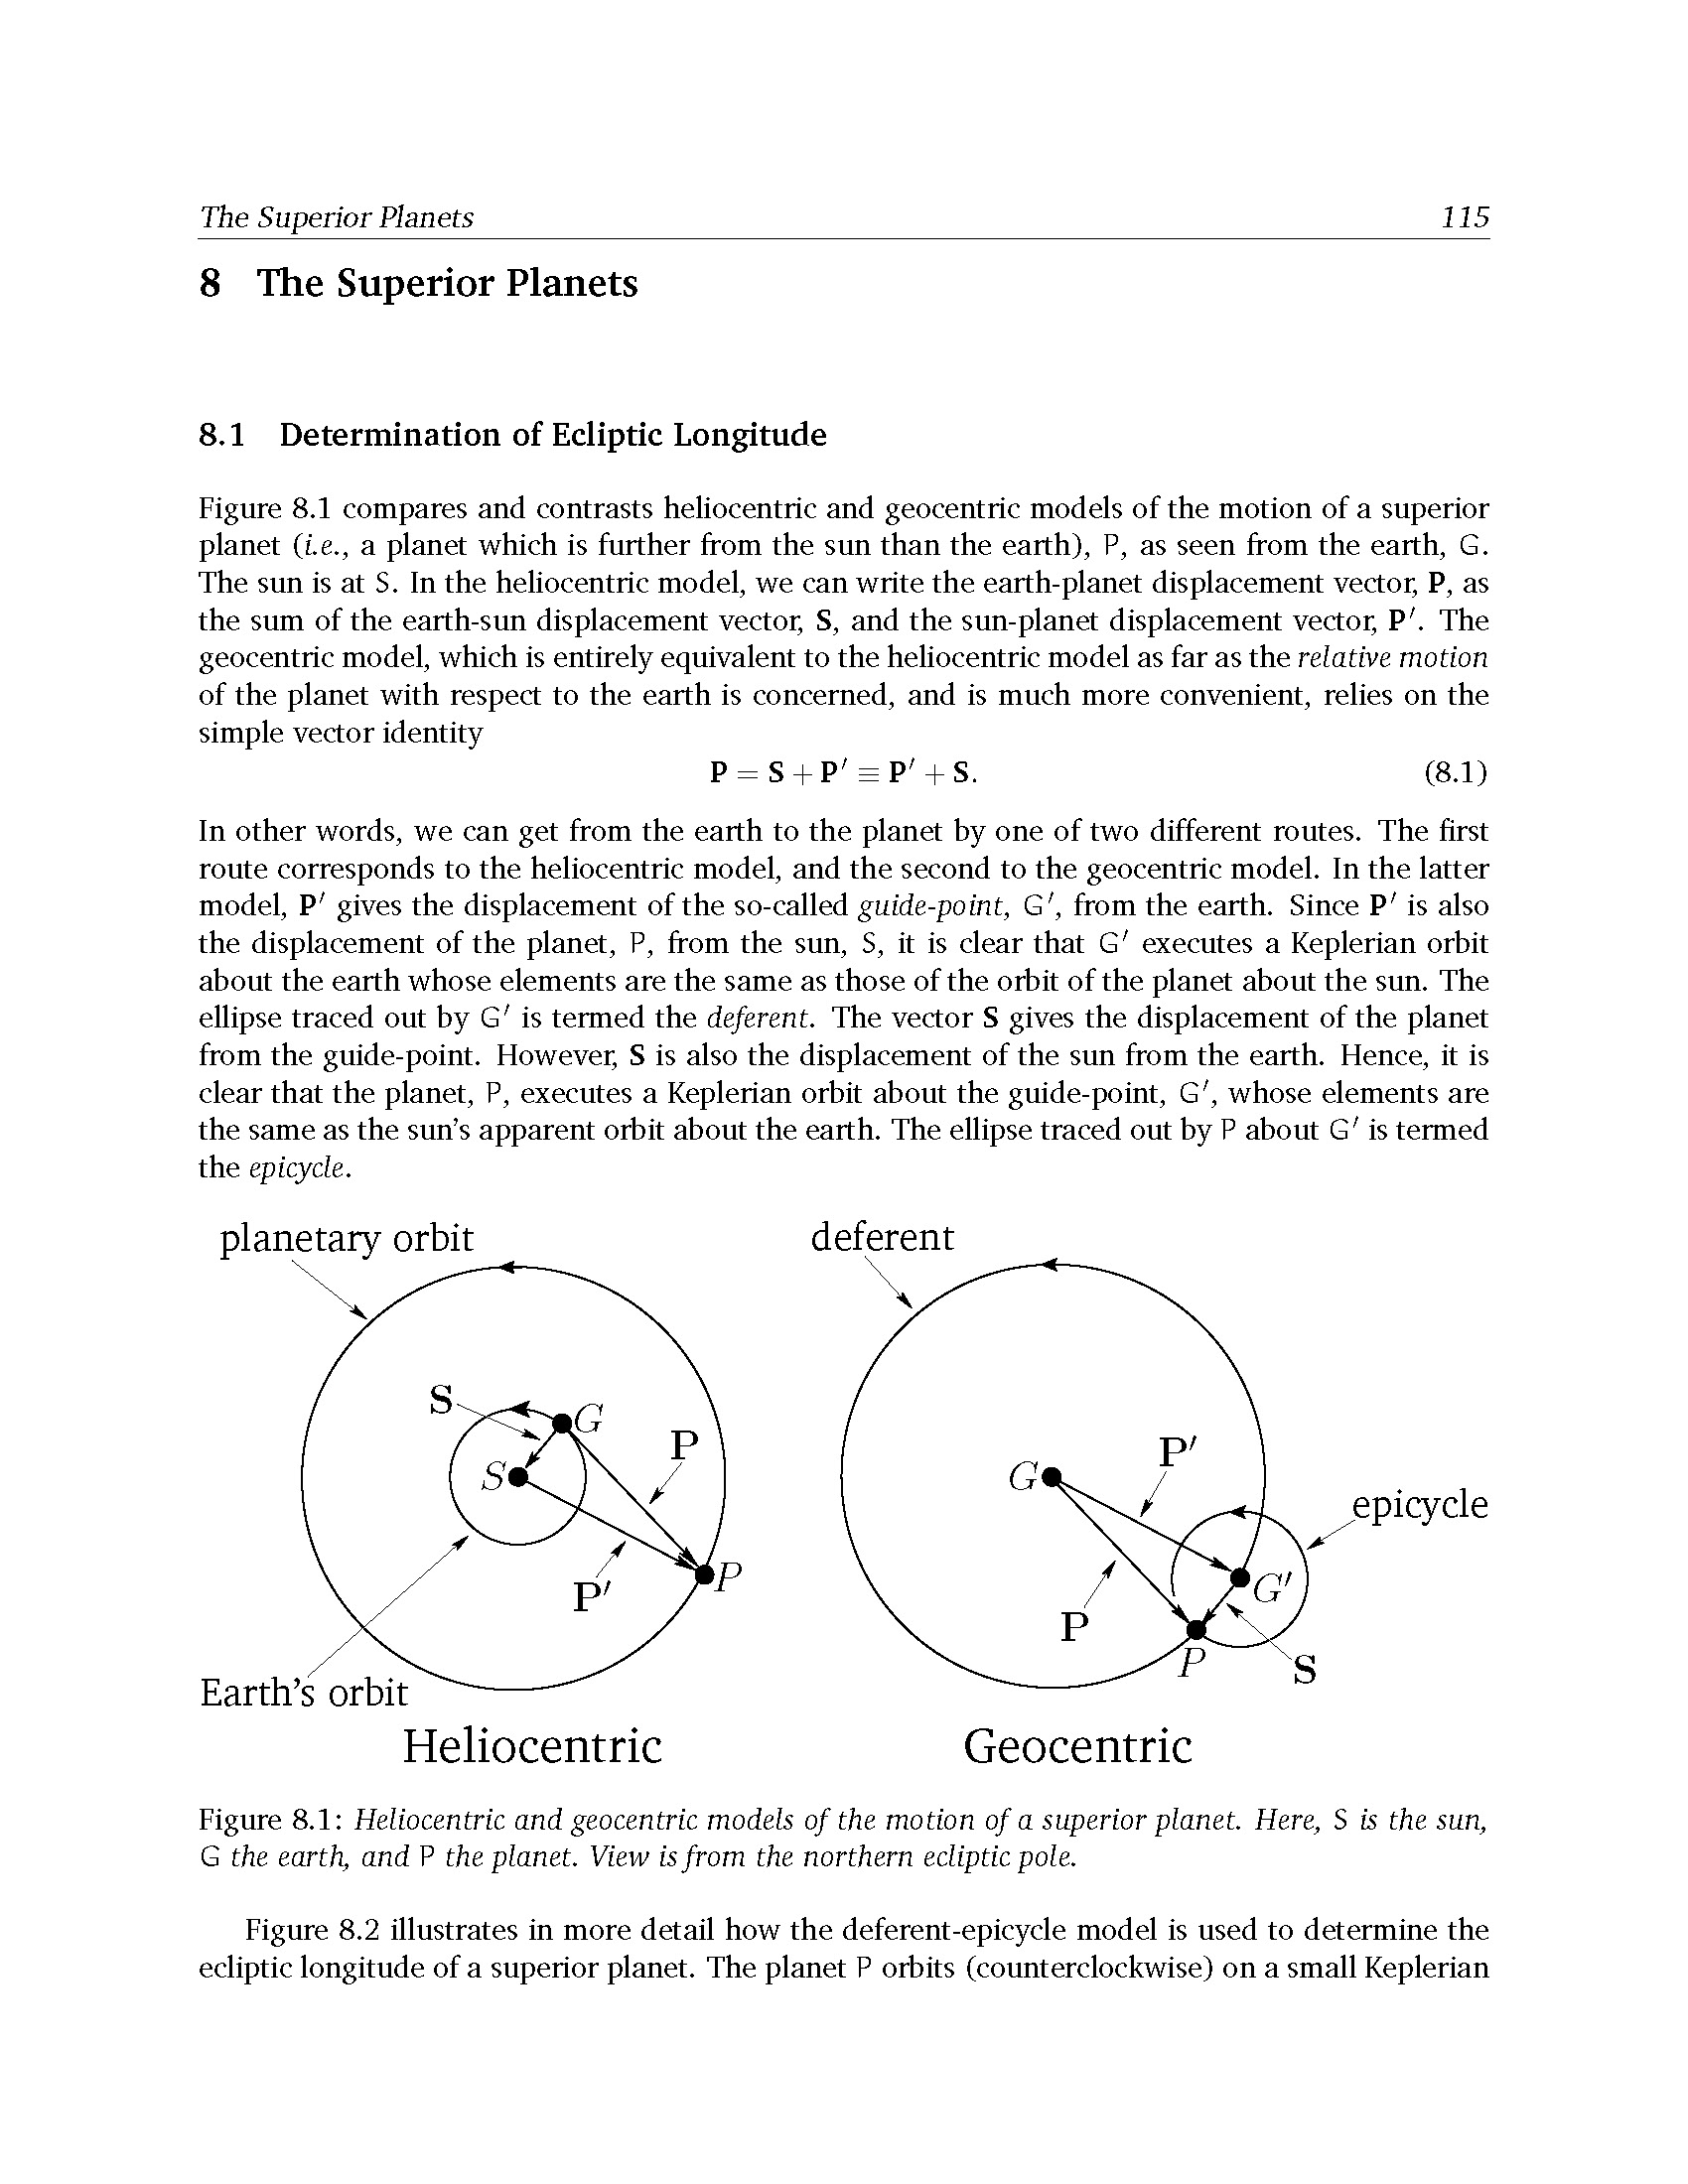 The Superior Planets 115
8 The Superior Planets
8.1 Determination of Ecliptic Longitude
Figure 8.1 compares and contrasts heliocentric and geocentric models of the motion of a superior
planet (i.e., a planet which is further from the sun than the earth), P, as seen from the earth, G.
The sun is at S. In the heliocentric model, we can write the earth-planet displacement vector, P, as
the sum of the earth-sun displacement vector, S, and the sun-planet displacement vector, P′. The
geocentric model, which is entirely equivalent to the heliocentric model as far as the relative motion
of the planet with respect to the earth is concerned, and is much more convenient, relies on the
simple vector identity
P = S + P′ ≡ P′ + S. (8.1)
In other words, we can get from the earth to the planet by one of two different routes. The first
route corresponds to the heliocentric model, and the second to the geocentric model. In the latter
model, P′ gives the displacement of the so-called guide-point, G′, from the earth. Since P′ is also
the displacement of the planet, P, from the sun, S, it is clear that G′ executes a Keplerian orbit
about the earth whose elements are the same as those of the orbit of the planet about the sun. The
ellipse traced out by G′ is termed the deferent. The vector S gives the displacement of the planet
from the guide-point. However, S is also the displacement of the sun from the earth. Hence, it is
clear that the planet, P, executes a Keplerian orbit about the guide-point, G′, whose elements are
the same as the sun's apparent orbit about the earth. The ellipse traced out by P about G′ is termed
the epicycle.
planetary orbit
S
G
P
S
P′
P
Earth's orbit
Heliocentric
deferent
P′
G
epicycle
G′
P
P
S
Geocentric
Figure 8.1: Heliocentric and geocentric models of the motion of a superior planet. Here, S is the sun,
G the earth, and P the planet. View is from the northern ecliptic pole.
Figure 8.2 illustrates in more detail how the deferent-epicycle model is used to determine the
ecliptic longitude of a superior planet. The planet P orbits (counterclockwise) on a small Keplerian